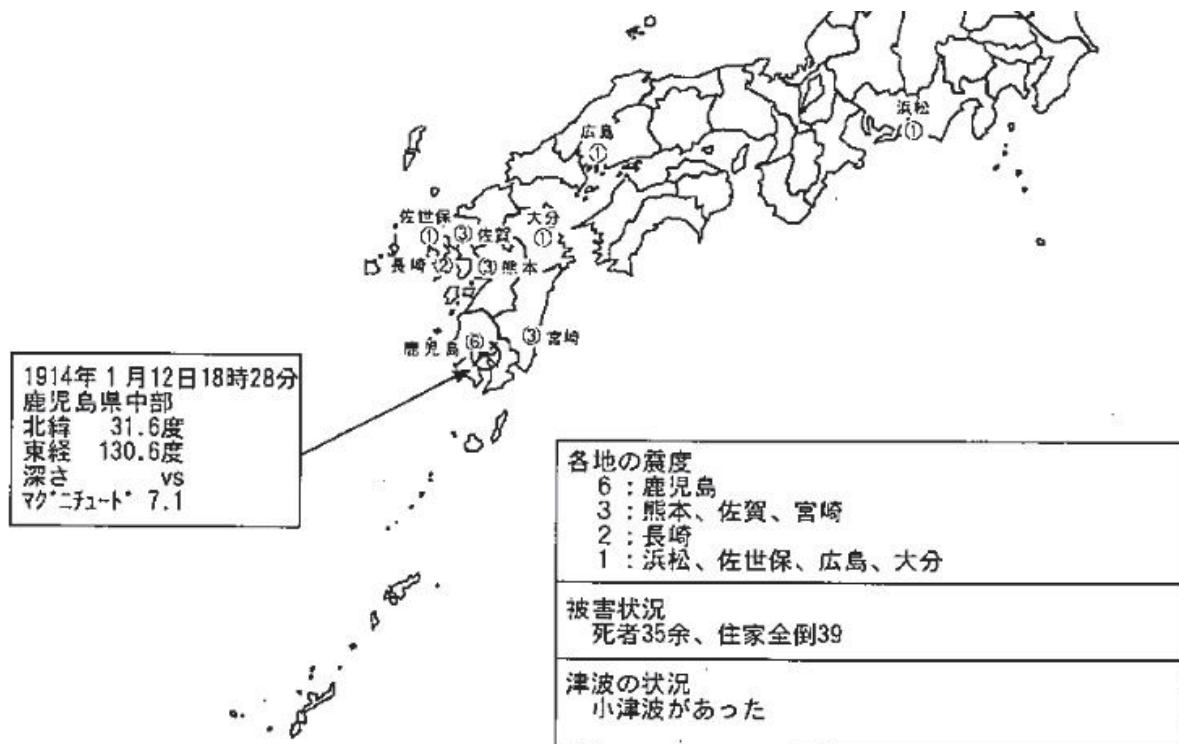 浜松
①
広島
①
佐世保
①
③佐賀
大分
①
長崎②
③熊本
鹿児島⑥
③宮崎
1914年1月12日18時28分
鹿児島県中部
北緯 31.6度
東経 130.6度
深さ vs
マグニチュード 7.1
各地の震度
6：鹿児島
3：熊本、佐賀、宮崎
2：長崎
1：浜松、佐世保、広島、大分
被害状況
死者35余、住家全倒39
津波の状況
小津波があった